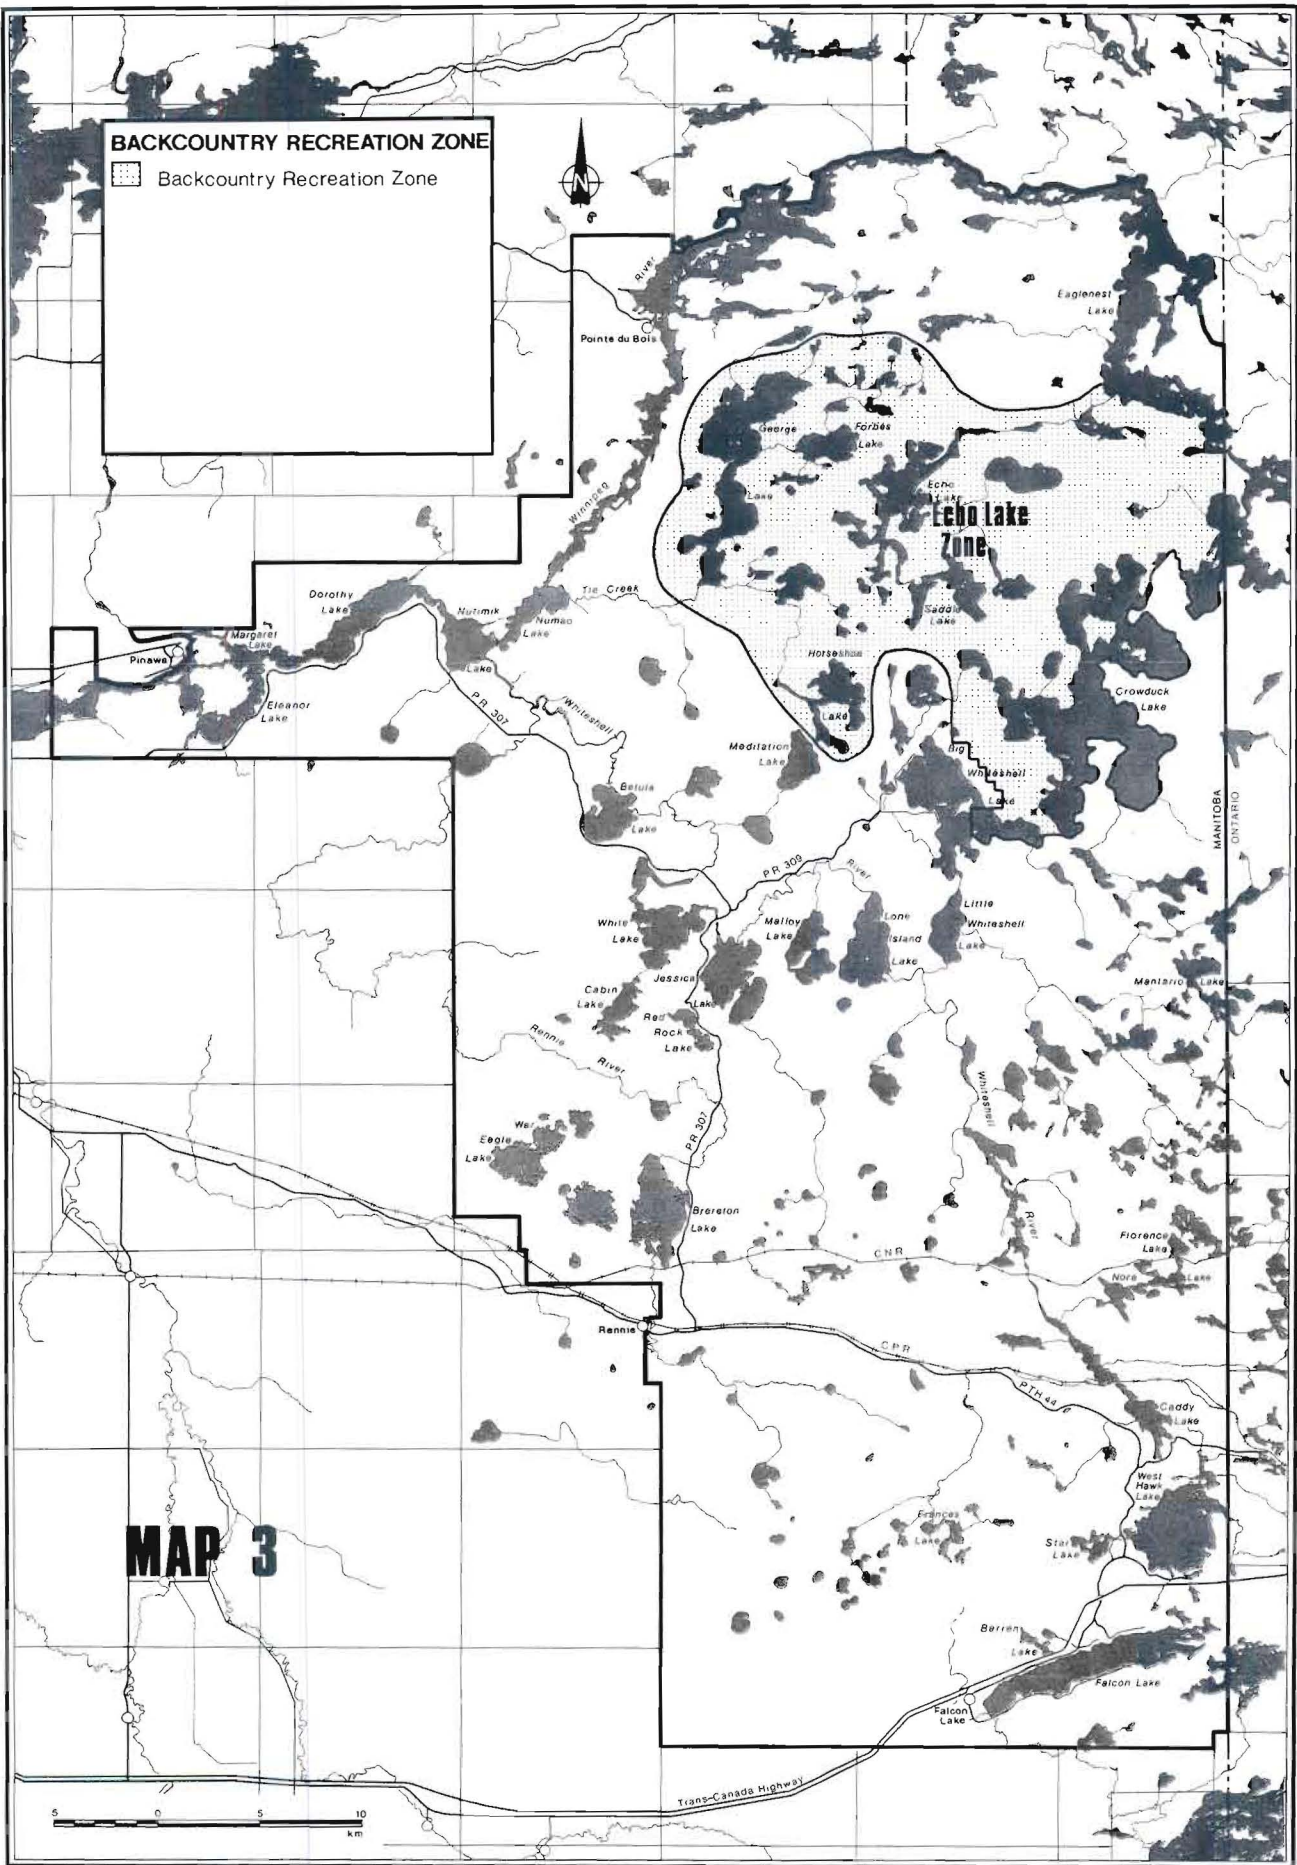 BACKCOUNTRY RECREATION ZONE
Backcountry Recreation Zone
N
River
Pointe du Bois
Eaglenest
Lake
George
Lake
Forbes
Lake
Echo
Lake
Echo Lake
Zone
Winnipeg
Tie Creek
Dorothy
Lake
Nutimik
Lake
Numao
Lake
Margaret
Lake
Pinawa
Eleanor
Lake
Saddle
Lake
Horseshoe
Lake
Crowduck
Lake
PR 307
Whiteshell
Meditation
Lake
Big
Whiteshell
Lake
Betula
Lake
MANITOBA
ONTARIO
PR 309
River
White
Lake
Malloy
Lake
Lone
Island
Lake
Little
Whiteshell
Lake
Jessica
Lake
Cabin
Lake
Red
Rock
Lake
Mantario Lake
Rennie
River
Whiteshell
River
War
Eagle
Lake
PR 307
Brereton
Lake
Florence
Lake
CNR
Nora Lake
Rennie
CPR
PTH 44
Caddy
Lake
West
Hawk
Lake
MAP 3
Frances
Lake
Star
Lake
Barren
Lake
Falcon Lake
Falcon
Lake
Trans-Canada Highway
5 0 5 10
km